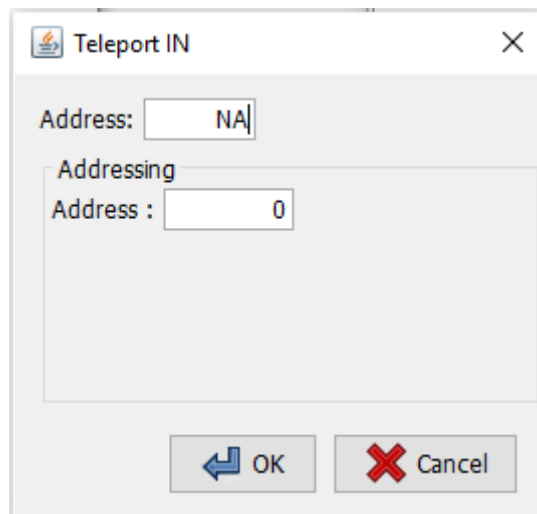 Teleport IN
Address: NA
Addressing
Address : 0
OK Cancel